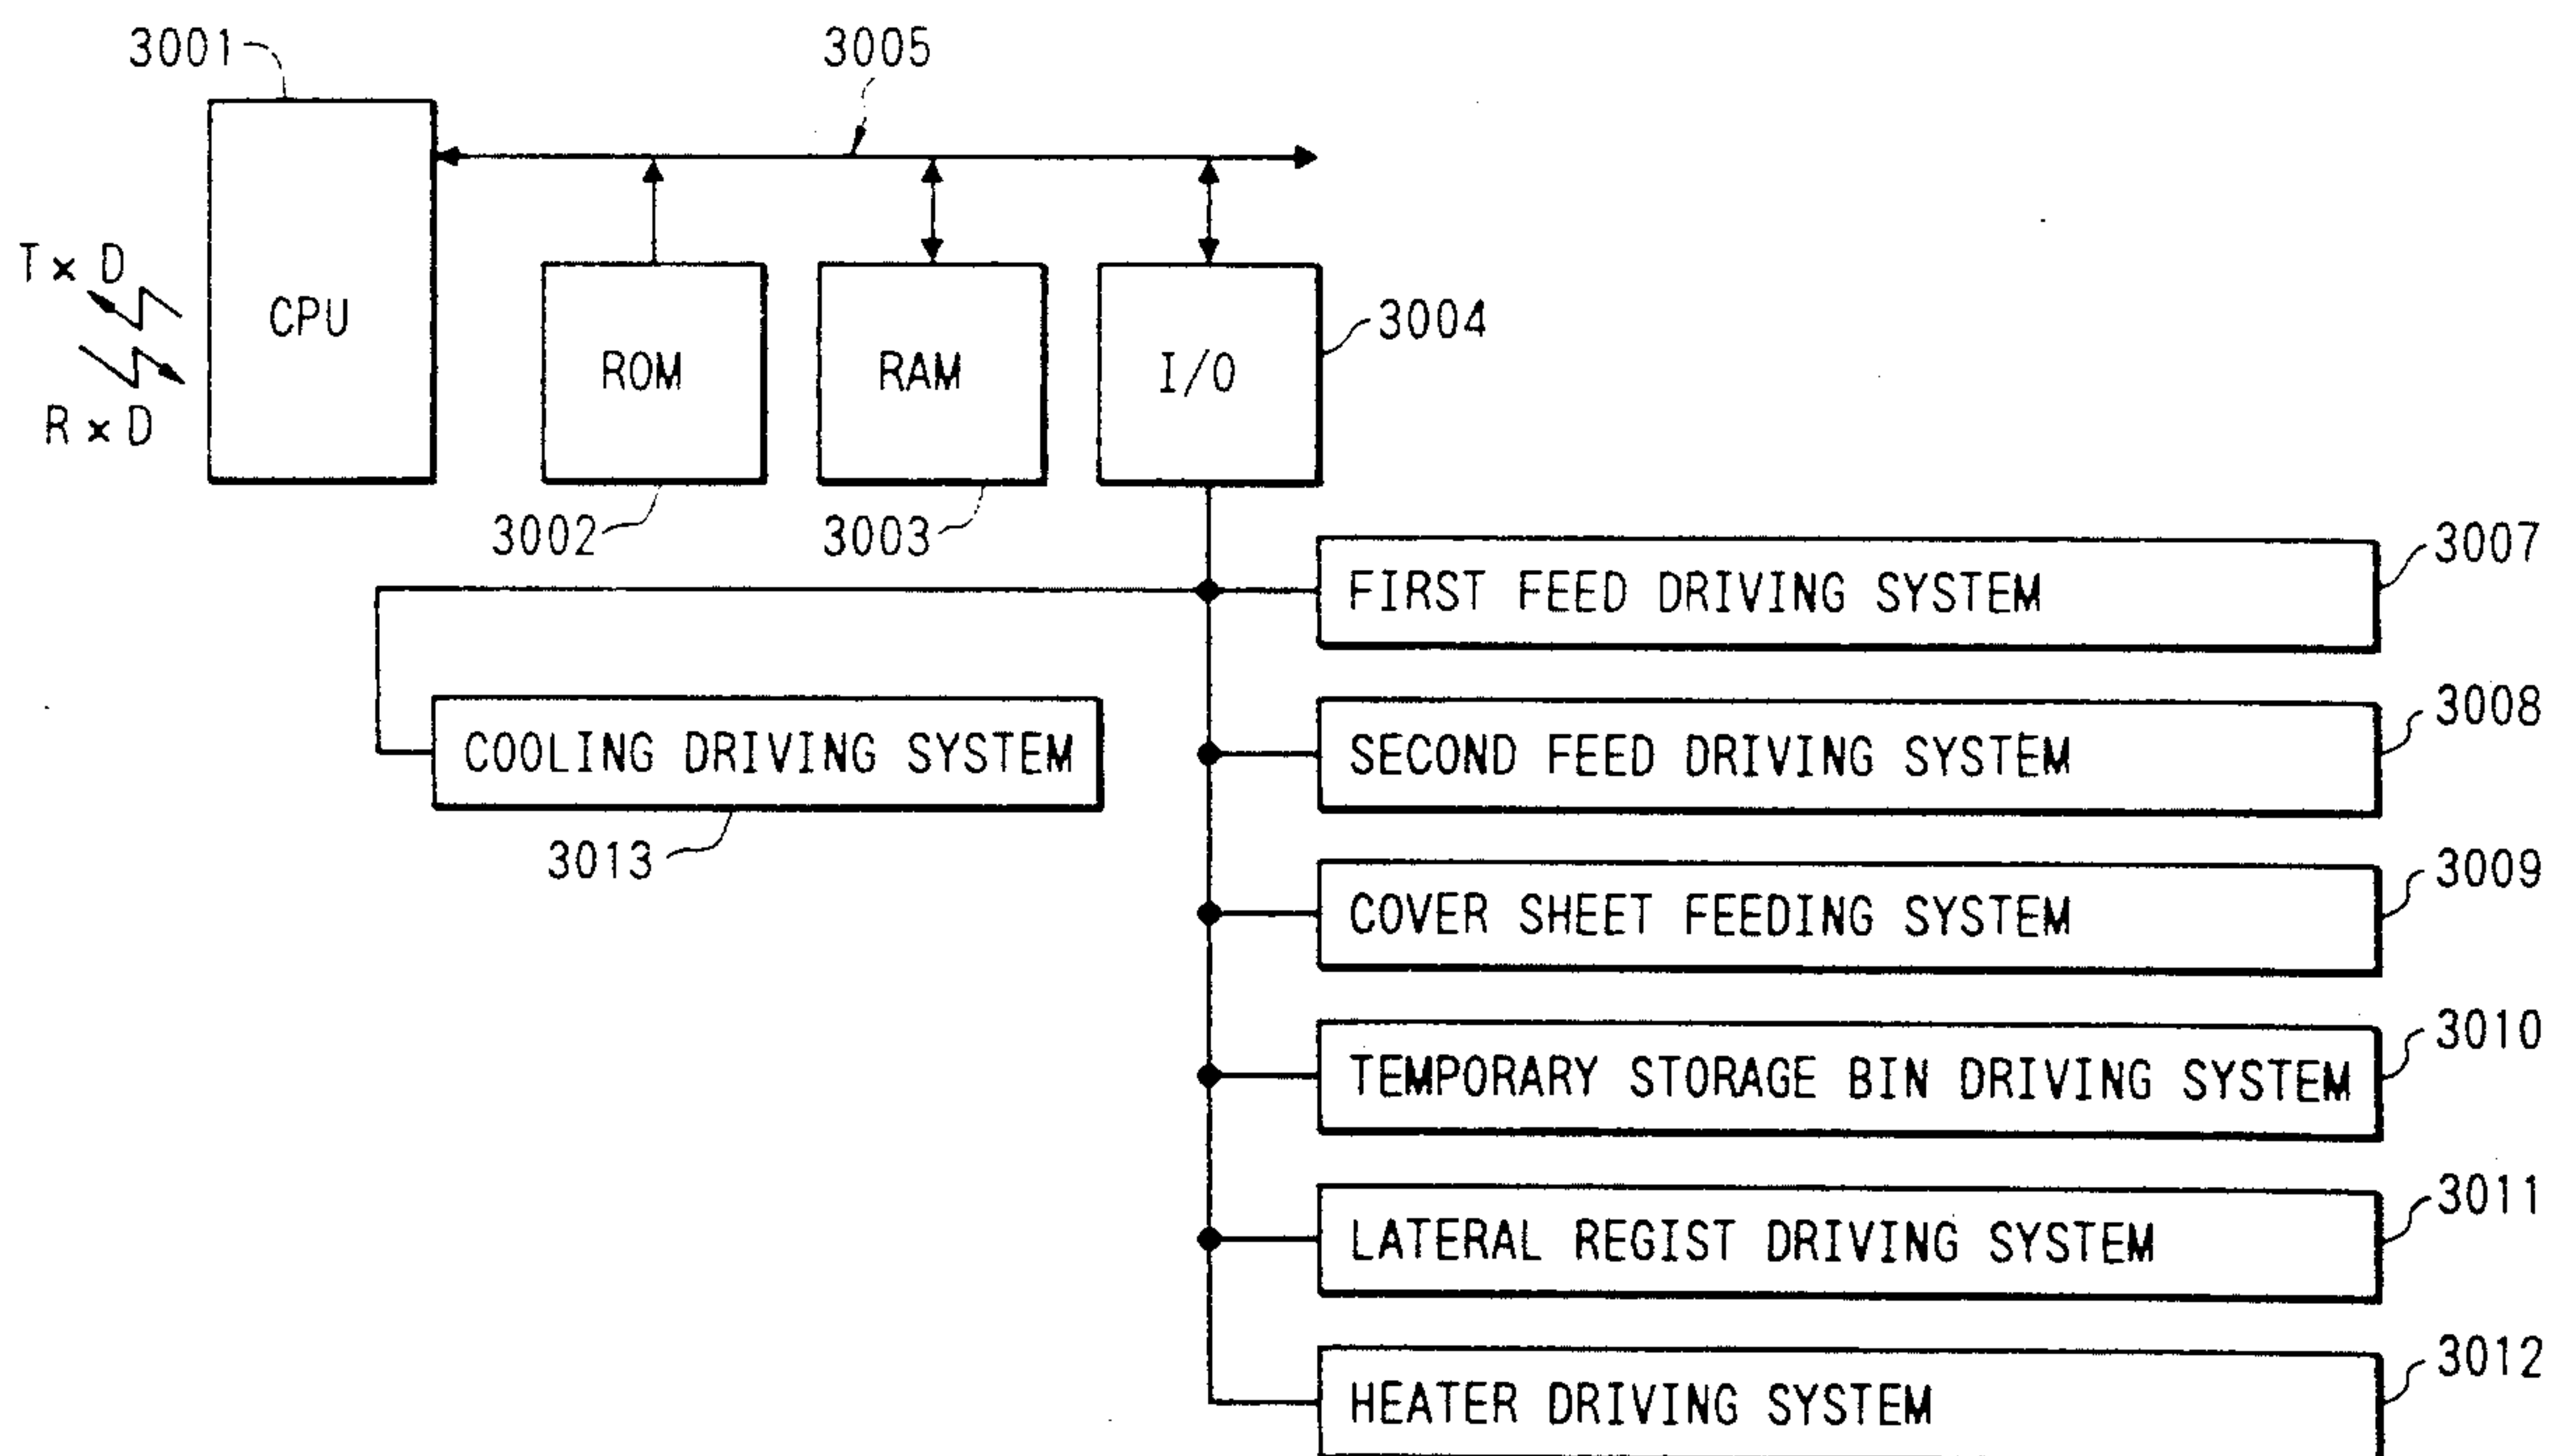 3001
3005
T×D
CPU
R×D
ROM
RAM
I/O
3004
3002
3003
FIRST FEED DRIVING SYSTEM
3007
COOLING DRIVING SYSTEM
3013
SECOND FEED DRIVING SYSTEM
3008
COVER SHEET FEEDING SYSTEM
3009
TEMPORARY STORAGE BIN DRIVING SYSTEM
3010
LATERAL REGIST DRIVING SYSTEM
3011
HEATER DRIVING SYSTEM
3012